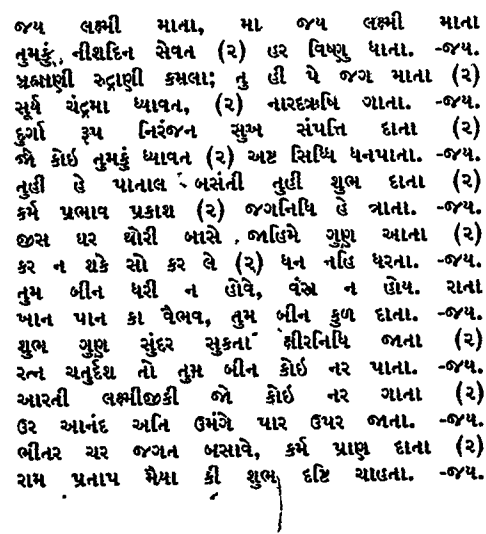 જય લક્ષ્મી માતા, મા જય લક્ષ્મી માતા
તુમકું નીશદિન સેવત (૨) હર વિષ્ણુ ધાતા. -જય.
બ્રહ્માણી રુદ્રાણી કમલા; તુ હી પે જગ માતા (૨)
સૂર્ય ચંદ્રમા ધ્યાવત, (૨) નારદઋષિ ગાતા. -જય.
દુર્ગા રૂપ નિરંજન સુખ સંપત્તિ દાતા (૨)
જો કોઇ તુમકું ધ્યાવત (૨) અષ્ટ સિધ્ધિ ધનપાતા. -જય.
તુહી હે પાતાલ બસંતી તુહી શુભ દાતા (૨)
કર્મ પ્રભાવ પ્રકાશ (૨) જગનિધિ હે ત્રાતા. -જય.
જીસ ઘર થોરી બાસે જાહિમે ગુણ આતા (૨)
કર ન શકે સો કર લે (૨) ધન નહિ ધરતા. -જય.
તુમ બીન ધરી ન હોવે, વંસ્ત્ર ન હોય. રાતા
ખાન પાન કા વૈભવ, તુમ બીન કુળ દાતા. -જય.
શુભ ગુણ સુંદર સુકતા ક્ષીરનિધિ જાતા (૨)
રત્ન ચતુર્દશ તો તુમ બીન કોઇ નર પાતા. -જય.
આરતી લક્ષ્મીજીકી જો કોઇ નર ગાતા (૨)
ઉર આનંદ અતિ ઉમંગે પાર ઉપર જાતા. -જય.
ભીતર ચર જગત બસાવે, કર્મ પ્રાણ દાતા (૨)
રામ પ્રતાપ મૈયા કી શુભ દષ્ટિ ચાહતા. -જય.